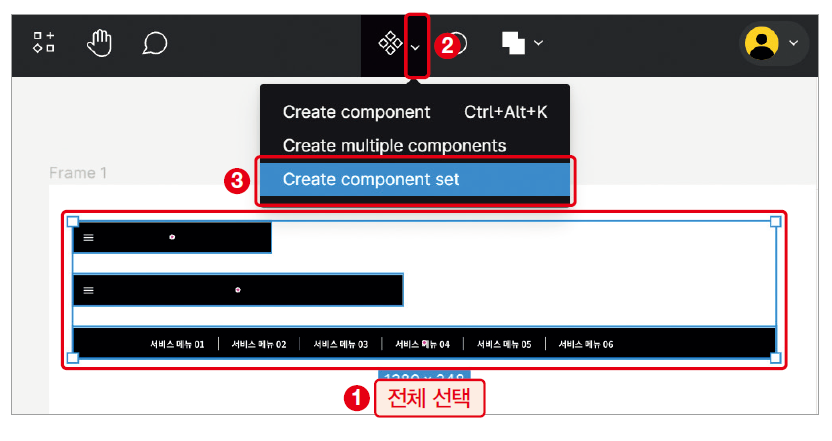 2
Create component Ctrl+Alt+K
Create multiple components
3 Create component set
Frame 1
서비스 메뉴 01 서비스 메뉴 02 서비스 메뉴 03 서비스 메뉴 04 서비스 메뉴 05 서비스 메뉴 06
1 전체 선택